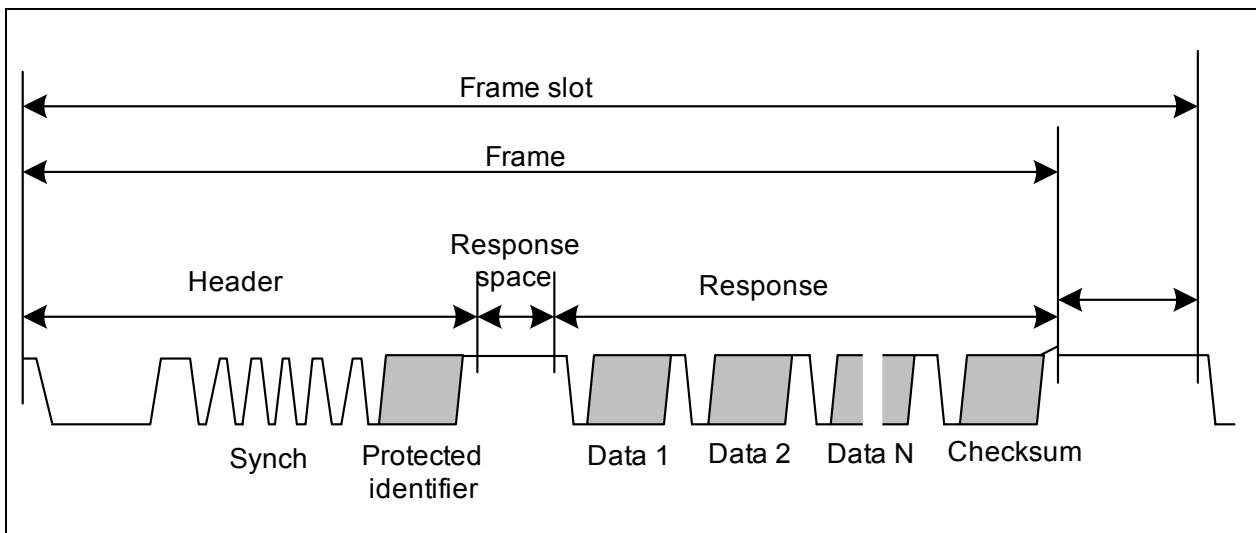 Frame slot
Frame
Header
Response
space
Response
Synch
Protected
identifier
Data 1
Data 2
Data N
Checksum